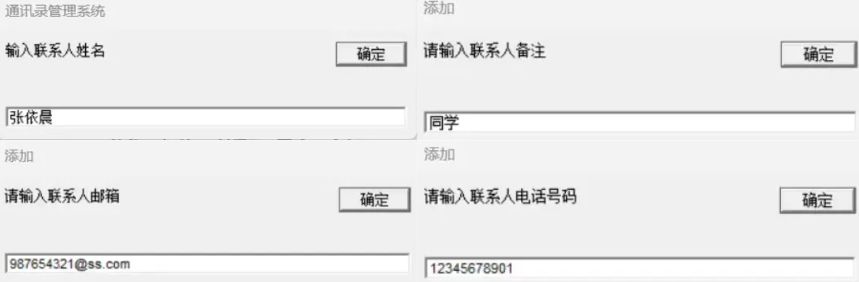 通讯录管理系统
输入联系人姓名
确定
张依晨
添加
请输入联系人备注
确定
同学
添加
请输入联系人邮箱
确定
987654321@ss.com
添加
请输入联系人电话号码
确定
12345678901